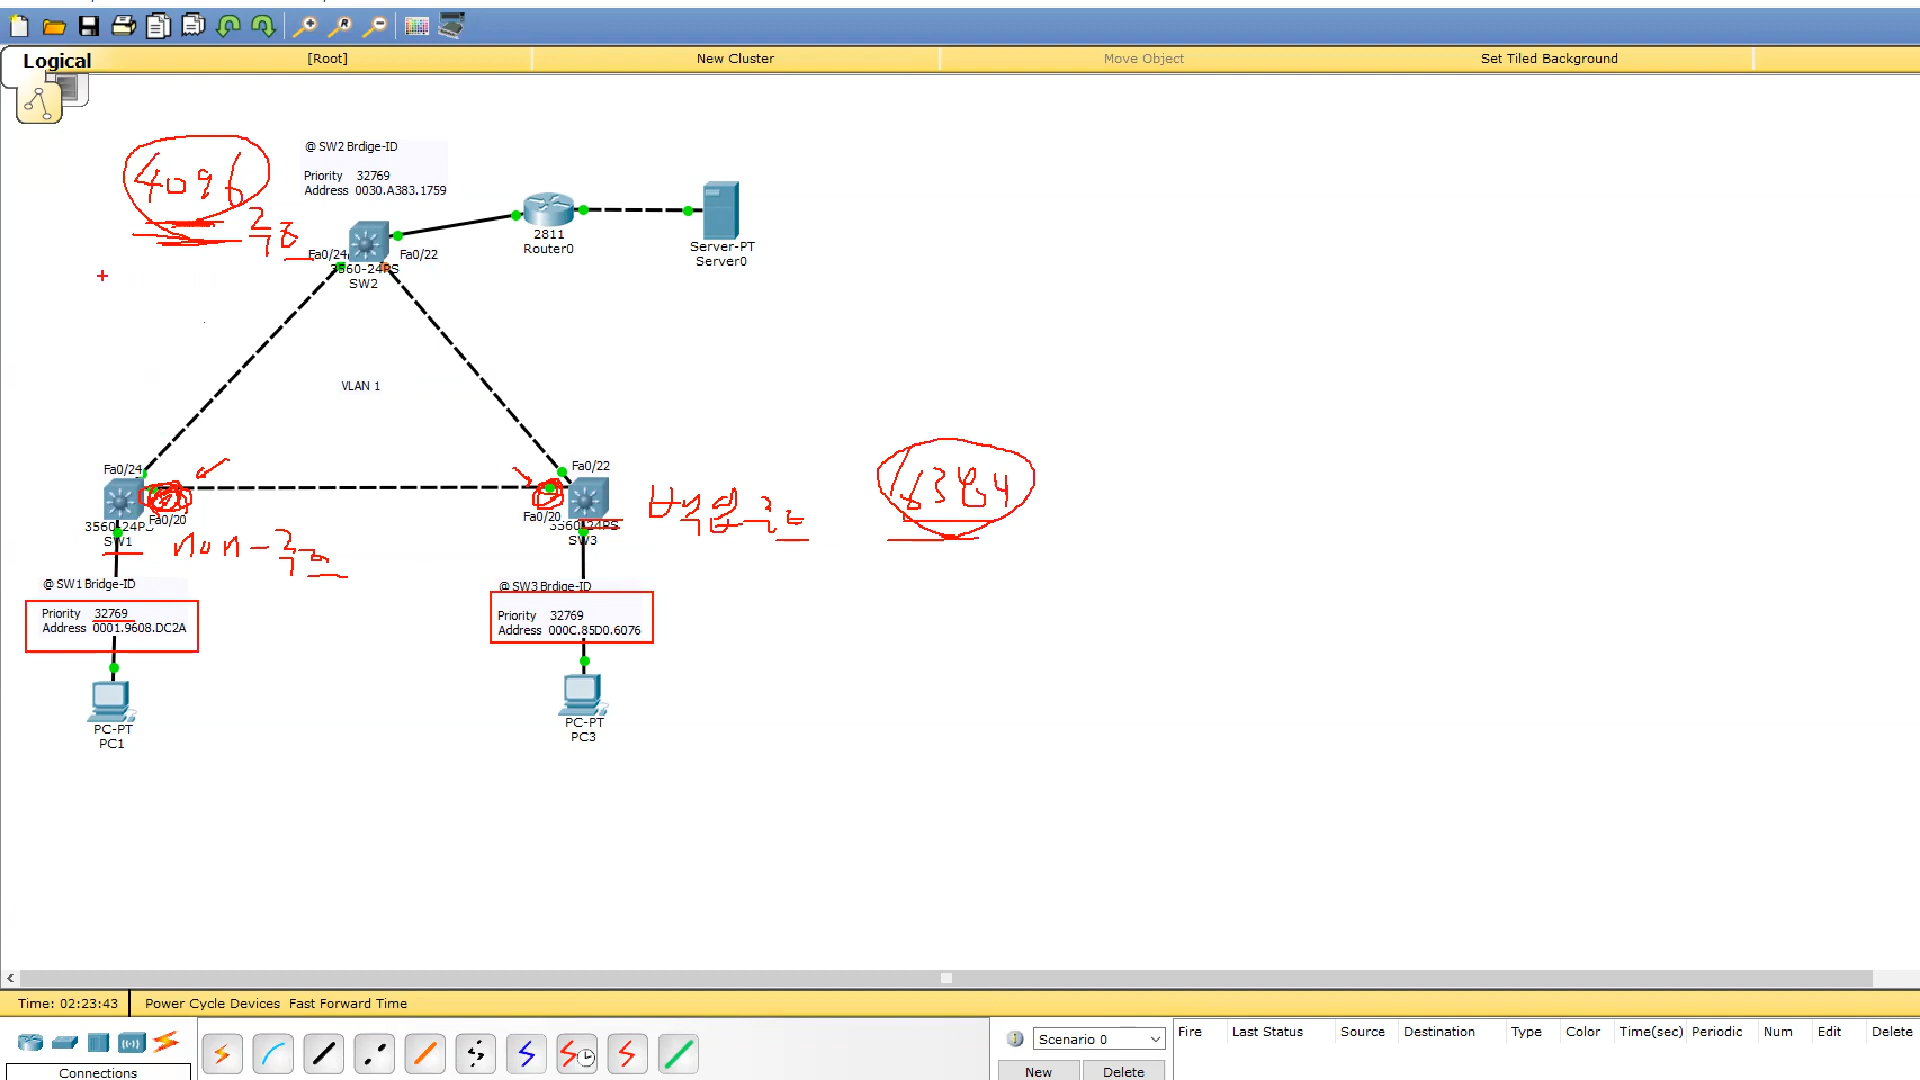 Logical
[Root]
New Cluster
Move Object
Set Tiled Background
4096
@ SW2 Brdige-ID
Priority 32769
Address 0030.A383.1759
2811
Router0
Server-PT
Server0
Fa0/24
Fa0/22
3560-24PS
SW2
VLAN 1
Fa0/24
Fa0/22
16384
Fa0/20
Fa0/20
3560-24PS
3560-24PS
SW1
SW3
non-루트
@ SW1 Brdige-ID
@ SW3 Brdige-ID
Priority 32769
Address 0001.9608.DC2A
Priority 32769
Address 000C.85D0.6076
PC-PT
PC1
PC-PT
PC3
Time: 02:23:43
Power Cycle Devices Fast Forward Time
Connections
Scenario 0
New
Delete
Fire
Last Status
Source
Destination
Type
Color
Time(sec)
Periodic
Num
Edit
Delete